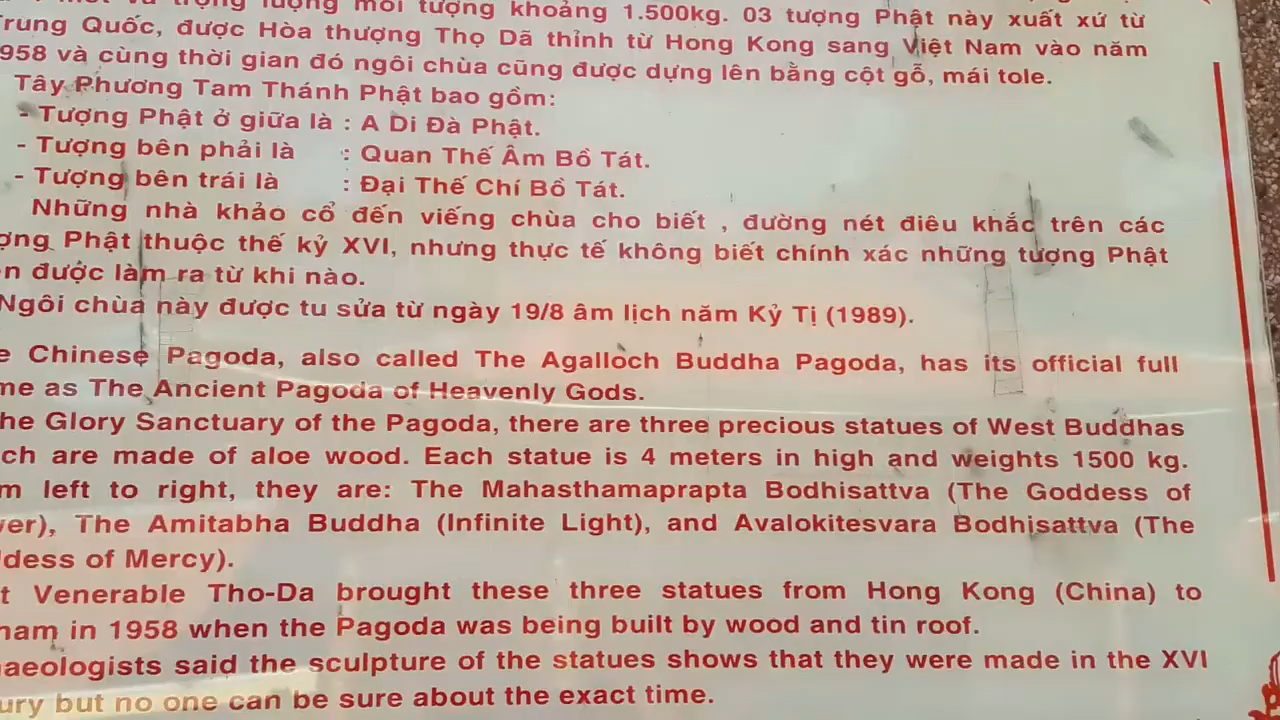 một và trọng lượng mỗi tượng khoảng 1.500kg. 03 tượng Phật này xuất xứ từ
Trung Quốc, được Hòa thượng Thọ Dã thỉnh từ Hong Kong sang Việt Nam vào năm
1958 và cùng thời gian đó ngôi chùa cũng được dựng lên bằng cột gỗ, mái tole.
Tây Phương Tam Thánh Phật bao gồm:
- Tượng Phật ở giữa là : A Di Đà Phật.
- Tượng bên phải là : Quan Thế Âm Bồ Tát.
- Tượng bên trái là : Đại Thế Chí Bồ Tát.
Những nhà khảo cổ đến viếng chùa cho biết , đường nét điêu khắc trên các
ợng Phật thuộc thế kỷ XVI, nhưng thực tế không biết chính xác những tượng Phật
n được làm ra từ khi nào.
Ngôi chùa này được tu sửa từ ngày 19/8 âm lịch năm Kỷ Tị (1989).
e Chinese Pagoda, also called The Agalloch Buddha Pagoda, has its official full
me as The Ancient Pagoda of Heavenly Gods.
he Glory Sanctuary of the Pagoda, there are three precious statues of West Buddhas
ch are made of aloe wood. Each statue is 4 meters in high and weights 1500 kg.
m left to right, they are: The Mahasthamaprapta Bodhisattva (The Goddess of
er), The Amitabha Buddha (Infinite Light), and Avalokitesvara Bodhisattva (The
ddess of Mercy).
t Venerable Tho-Da brought these three statues from Hong Kong (China) to
nam in 1958 when the Pagoda was being built by wood and tin roof.
haeologists said the sculpture of the statues shows that they were made in the XVI
ury but no one can be sure about the exact time.